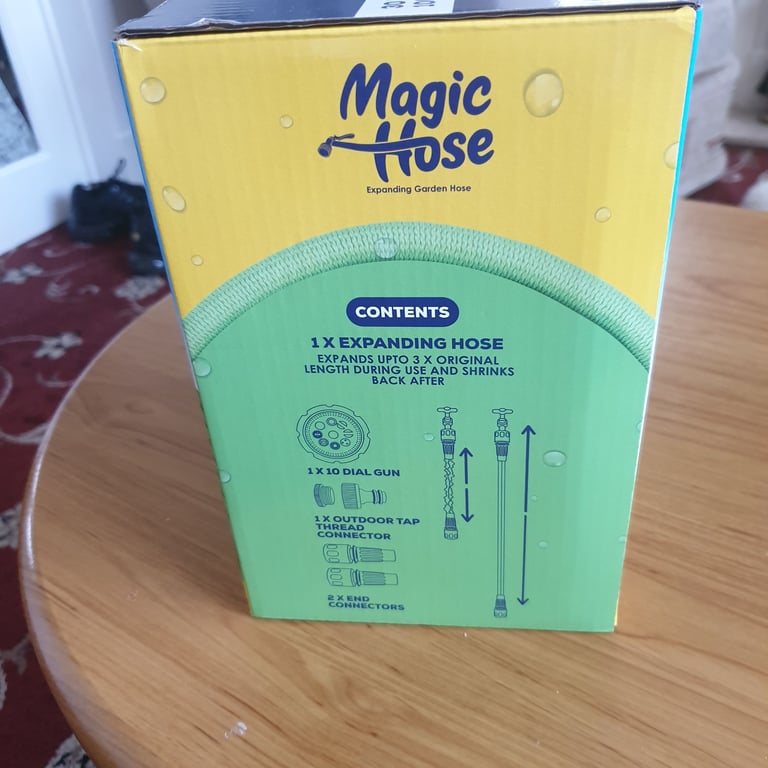 Magic
Hose
Expanding Garden Hose
CONTENTS
1 X EXPANDING HOSE
EXPANDS UPTO 3 X ORIGINAL
LENGTH DURING USE AND SHRINKS
BACK AFTER
1 X 10 DIAL GUN
1 X OUTDOOR TAP
THREAD
CONNECTOR
2 X END
CONNECTORS